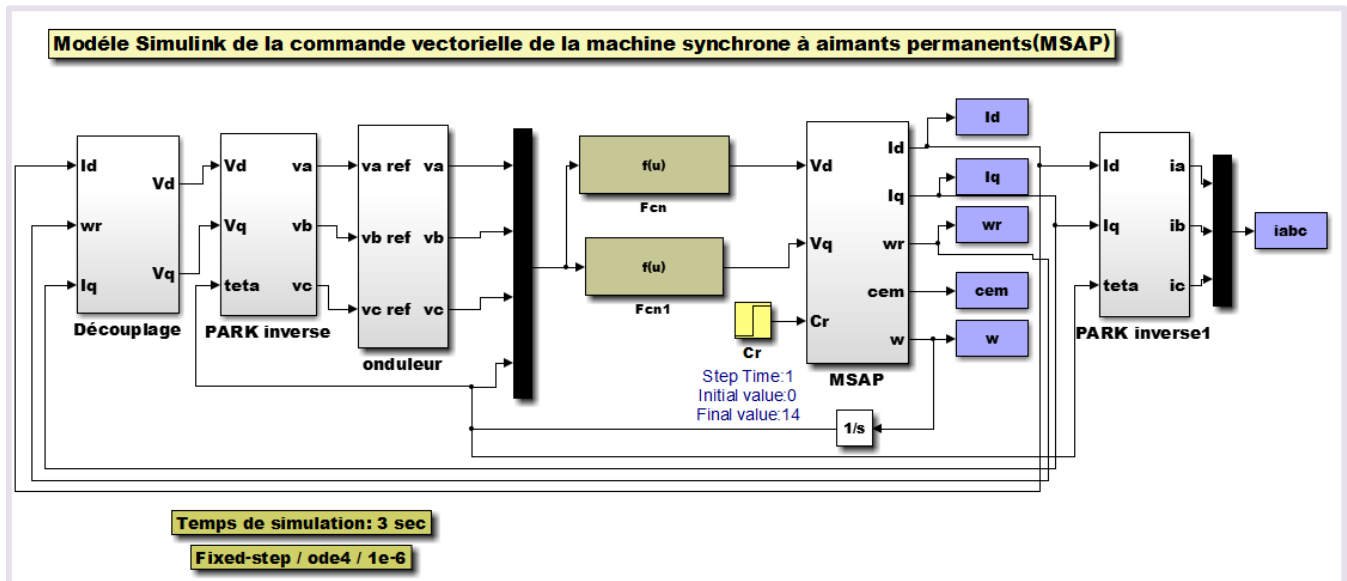 Modéle Simulink de la commande vectorielle de la machine synchrone à aimants permanents(MSAP)
Id
wr
Iq
Vd
Vq
Découplage
Vd
Vq
teta
va
vb
vc
PARK inverse
va ref
vb ref
vc ref
va
vb
vc
onduleur
f(u)
Fcn
f(u)
Fcn1
Cr
Step Time:1
Initial value:0
Final value:14
Vd
Vq
Cr
Id
Iq
wr
cem
w
MSAP
1/s
Id
Iq
wr
cem
w
Id
Iq
teta
ia
ib
ic
PARK inverse1
iabc
Temps de simulation: 3 sec
Fixed-step / ode4 / 1e-6